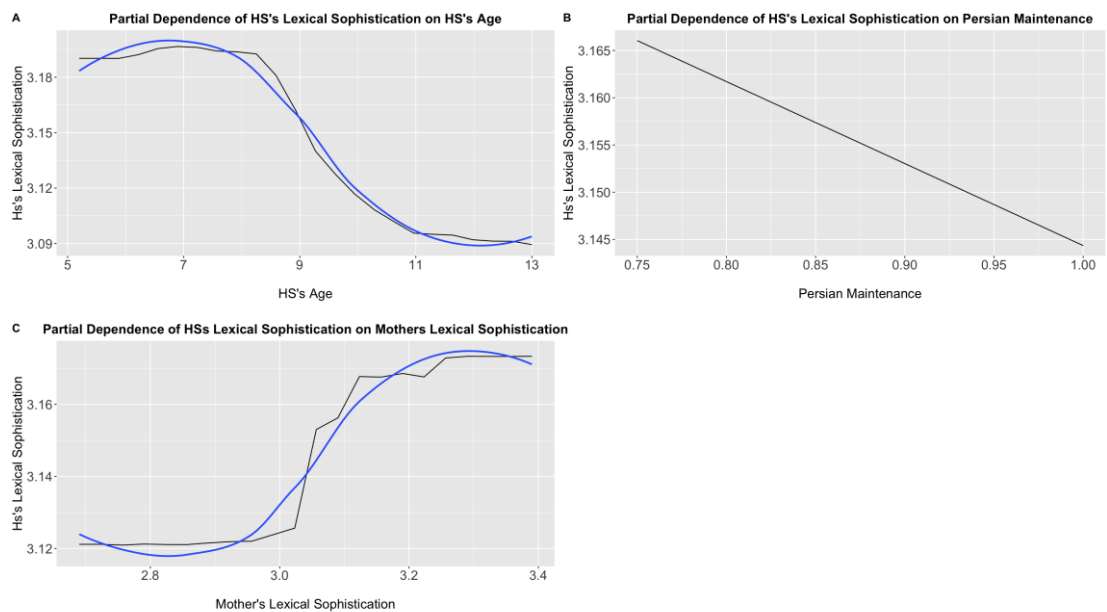 A
Partial Dependence of HS's Lexical Sophistication on HS's Age
Hs's Lexical Sophistication
3.18
3.15
3.12
3.09
5 7 9 11 13
HS's Age
B
Partial Dependence of HS's Lexical Sophistication on Persian Maintenance
Hs's Lexical Sophistication
3.165
3.160
3.155
3.150
3.145
0.75 0.80 0.85 0.90 0.95 1.00
Persian Maintenance
C
Partial Dependence of HSs Lexical Sophistication on Mothers Lexical Sophistication
Hs's Lexical Sophistication
3.16
3.14
3.12
2.8 3.0 3.2 3.4
Mother's Lexical Sophistication